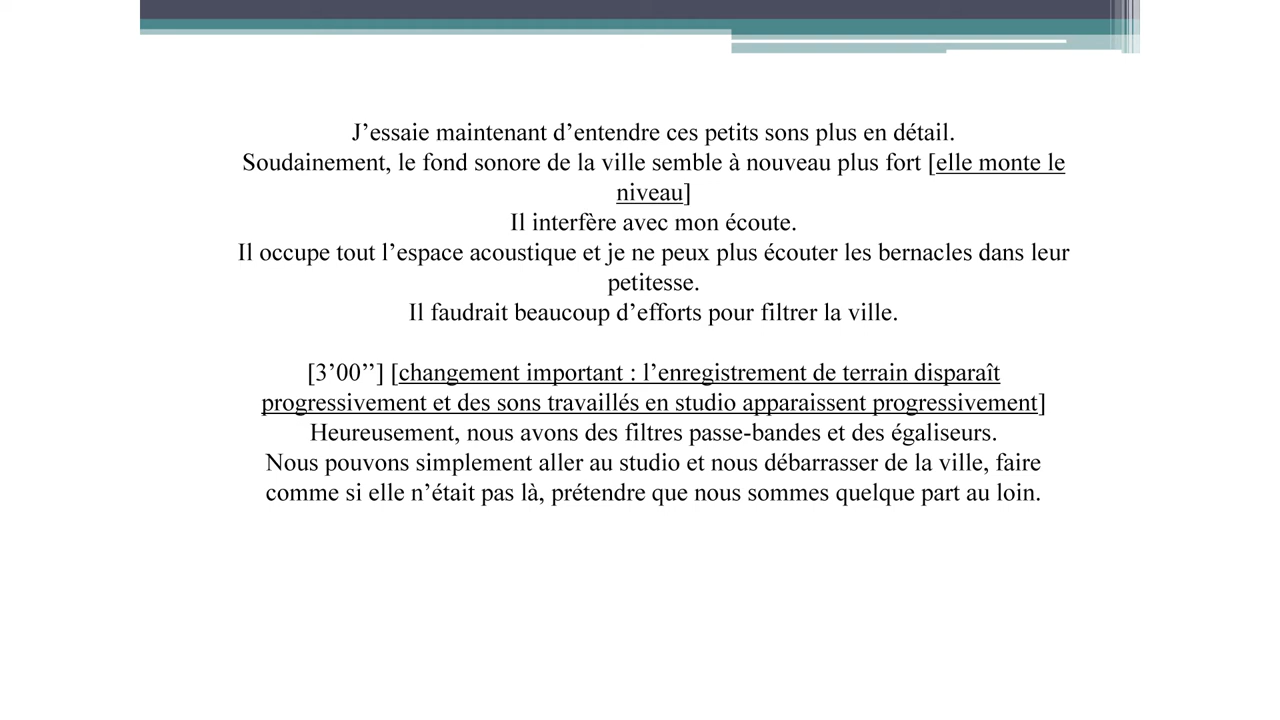 J’essaie maintenant d’entendre ces petits sons plus en détail.
Soudainement, le fond sonore de la ville semble à nouveau plus fort [elle monte le
niveau]
Il interfère avec mon écoute.
Il occupe tout l’espace acoustique et je ne peux plus écouter les bernacles dans leur
petitesse.
Il faudrait beaucoup d’efforts pour filtrer la ville.
[3’00’’] [changement important : l’enregistrement de terrain disparaît
progressivement et des sons travaillés en studio apparaissent progressivement]
Heureusement, nous avons des filtres passe-bandes et des égaliseurs.
Nous pouvons simplement aller au studio et nous débarrasser de la ville, faire
comme si elle n’était pas là, prétendre que nous sommes quelque part au loin.